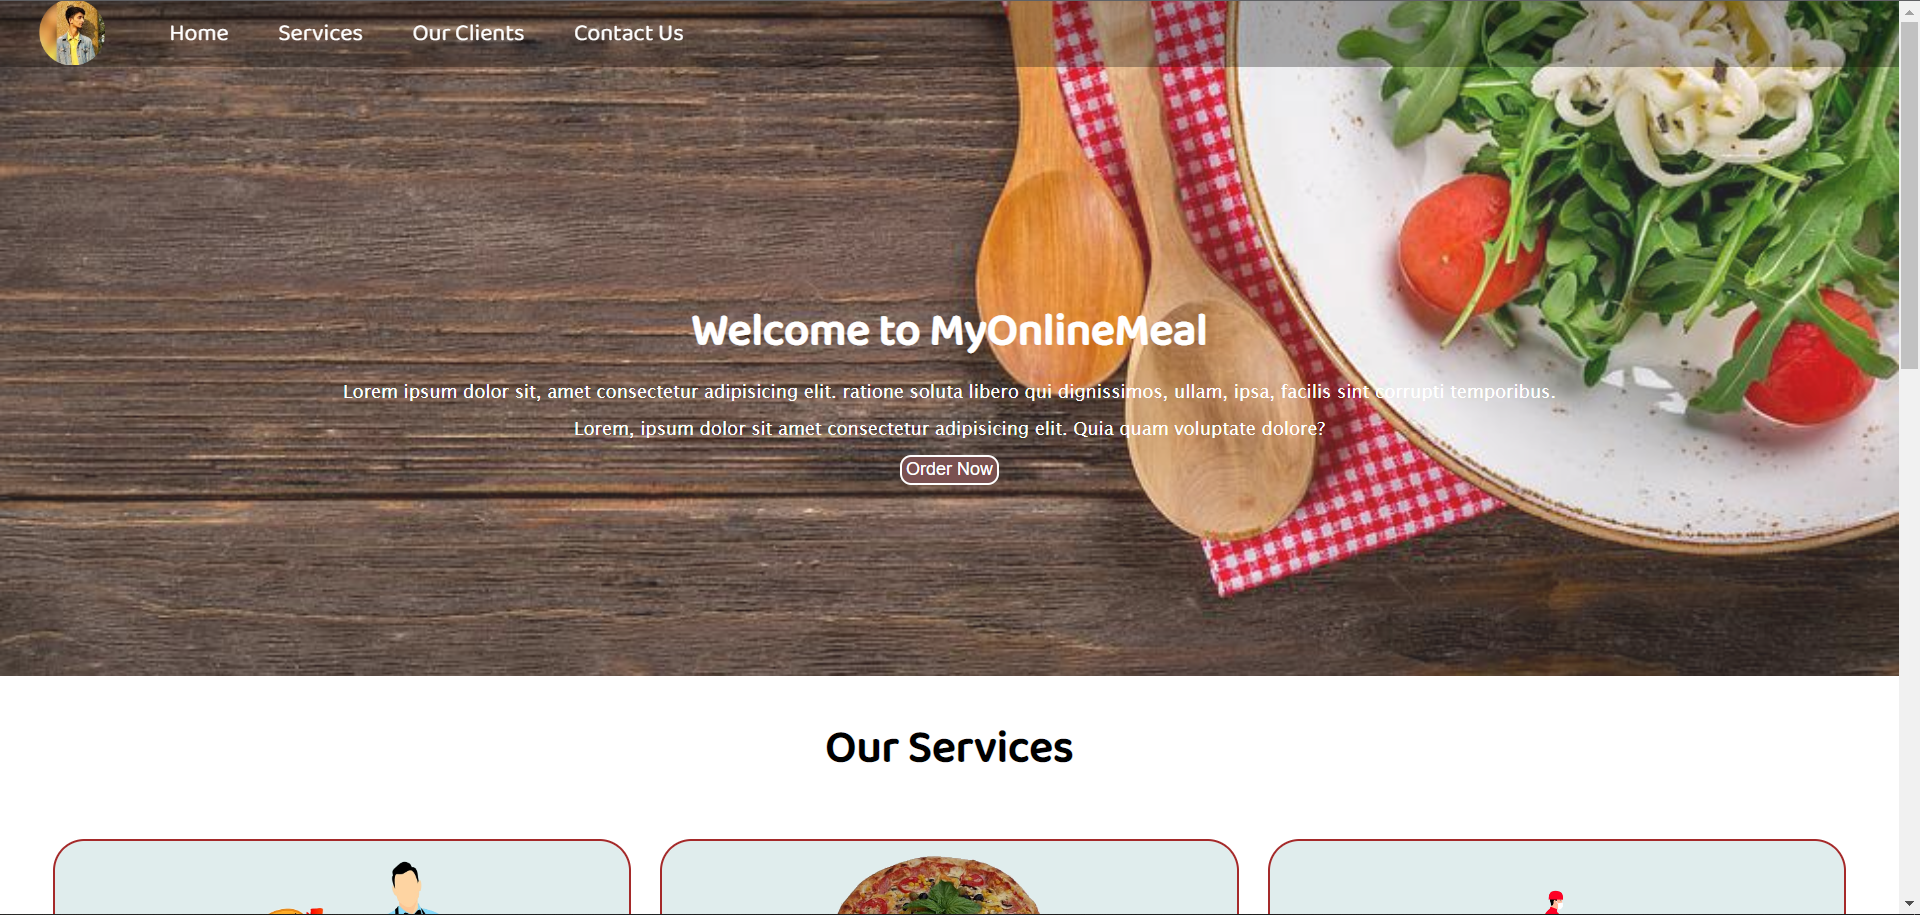 Home Services Our Clients Contact Us
Welcome to MyOnlineMeal
Lorem ipsum dolor sit, amet consectetur adipisicing elit. ratione soluta libero qui dignissimos, ullam, ipsa, facilis sint corrupti temporibus.
Lorem, ipsum dolor sit amet consectetur adipisicing elit. Quia quam voluptate dolore?
Order Now
Our Services